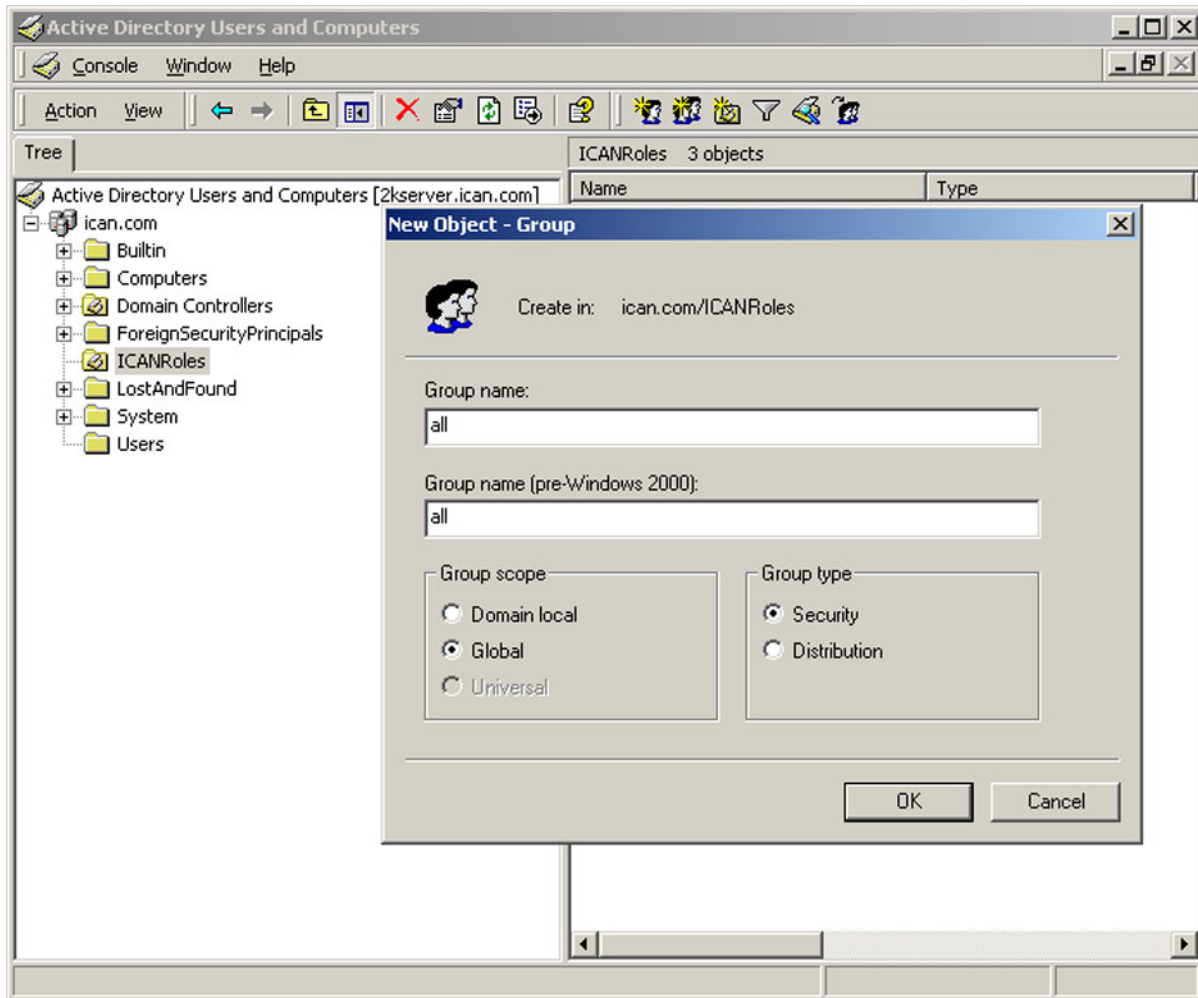 Active Directory Users and Computers
Console Window Help
Action View
Tree
ICANRoles 3 objects
Name Type
Active Directory Users and Computers [2kserver.ican.com]
ican.com
Builtin
Computers
Domain Controllers
ForeignSecurityPrincipals
ICANRoles
LostAndFound
System
Users
New Object - Group
Create in: ican.com/ICANRoles
Group name:
all
Group name (pre-Windows 2000):
all
Group scope
Domain local
Global
Universal
Group type
Security
Distribution
OK Cancel